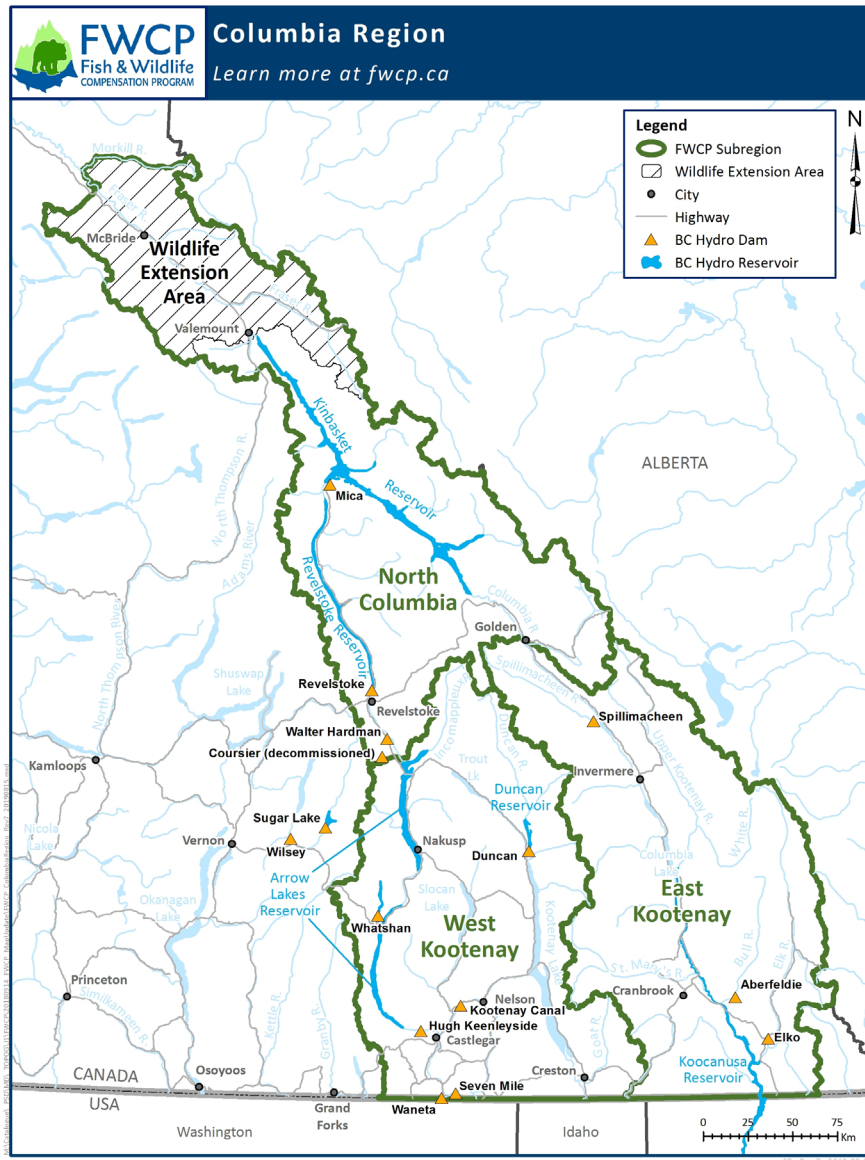 FWCP
Fish & Wildlife
COMPENSATION PROGRAM
Columbia Region
Learn more at fwcp.ca
N
Legend
FWCP Subregion
Wildlife Extension Area
City
Highway
BC Hydro Dam
BC Hydro Reservoir
Morkill R.
Fraser R.
McBride
Wildlife
Extension
Area
Fraser R.
Valemount
Kinbasket
Reservoir
North Thompson R.
ALBERTA
Mica
Adams River
Revelstoke Reservoir
North
Columbia
Columbia R.
Golden
North Thompson River
Shuswap
Lake
Spillimacheen R.
Revelstoke
Revelstoke
Incomappleux R.
Duncan R.
Spillimacheen
Walter Hardman
Coursier (decommissioned)
Upper Kootenay R.
Kamloops
Trout
Lk
Invermere
Duncan
Reservoir
White R.
Nicola
Lake
Sugar Lake
Vernon
Wilsey
Nakusp
Duncan
Columbia
Lake
Arrow
Lakes
Reservoir
Okanagan
Lake
Slocan
Lake
East
Kootenay
Whatshan
West
Kootenay
Kootenay Lake
Bull R.
Elk R.
St. Mary's R.
Princeton
Similkameen R.
Nelson
Cranbrook
Aberfeldie
Kootenay Canal
Kettle R.
Granby R.
Hugh Keenleyside
Castlegar
Goat R.
Elko
Koocanusa
Reservoir
CANADA
USA
Osoyoos
Creston
Seven Mile
Waneta
Grand
Forks
Washington
Idaho
0 25 50 75
Km